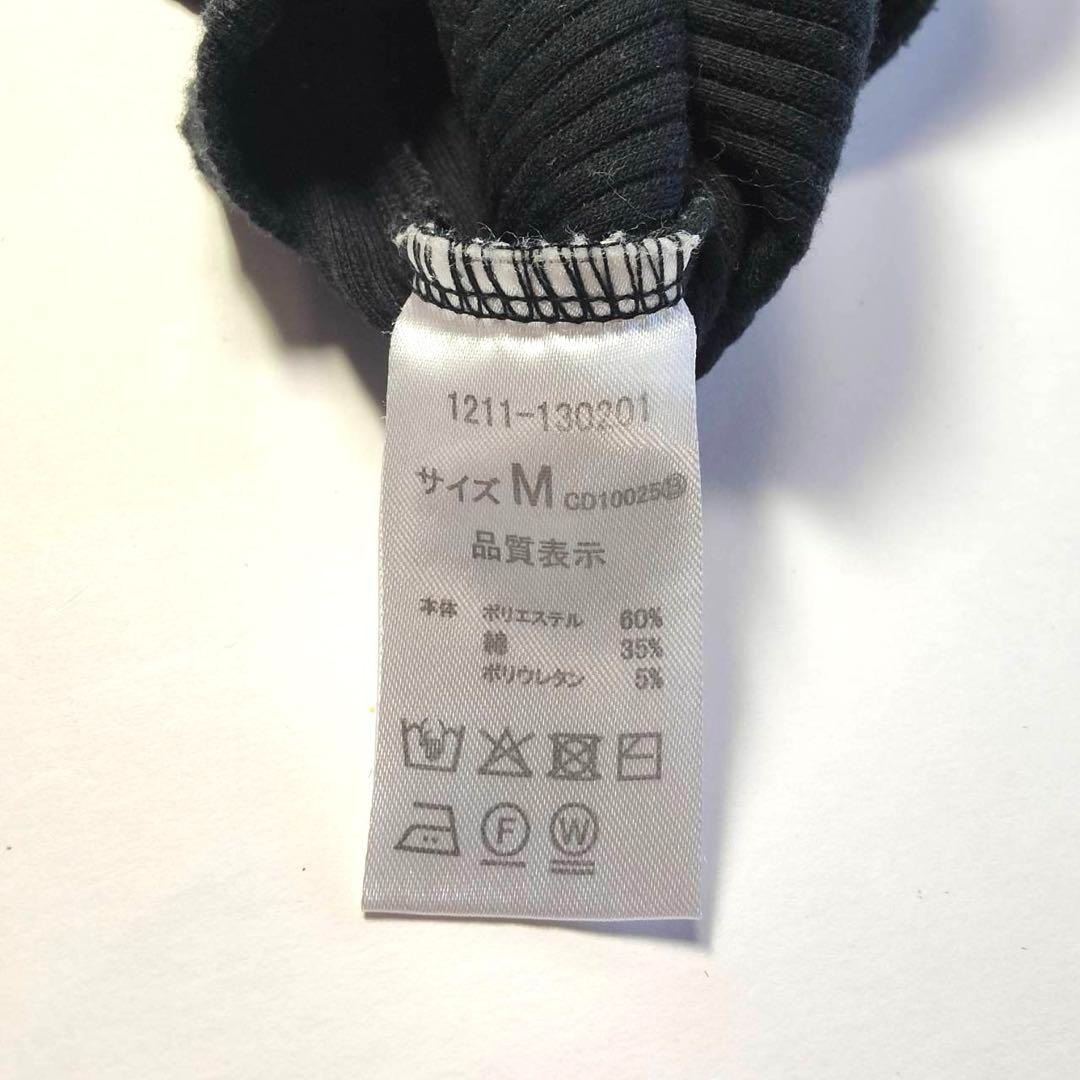 1211-130201
サイズ M CD10025⑬
品質表示
本体 ポリエステル 60%
綿 35%
ポリウレタン 5%
F W